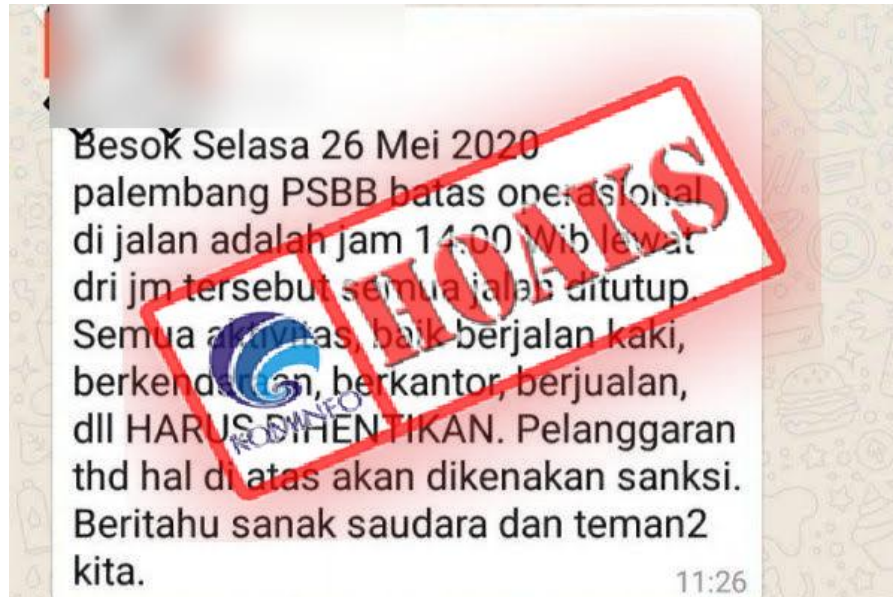 Besok Selasa 26 Mei 2020
palembang PSBB batas operasional
di jalan adalah jam 14:00 Wib lewat
dri jm tersebut semua jalan ditutup.
Semua aktivitas, baik berjalan kaki,
berkendaraan, berkantor, berjualan,
dll HARUS DIHENTIKAN. Pelanggaran
thd hal di atas akan dikenakan sanksi.
Beritahu sanak saudara dan teman2
kita.
11:26
KOMINFO
HOAKS